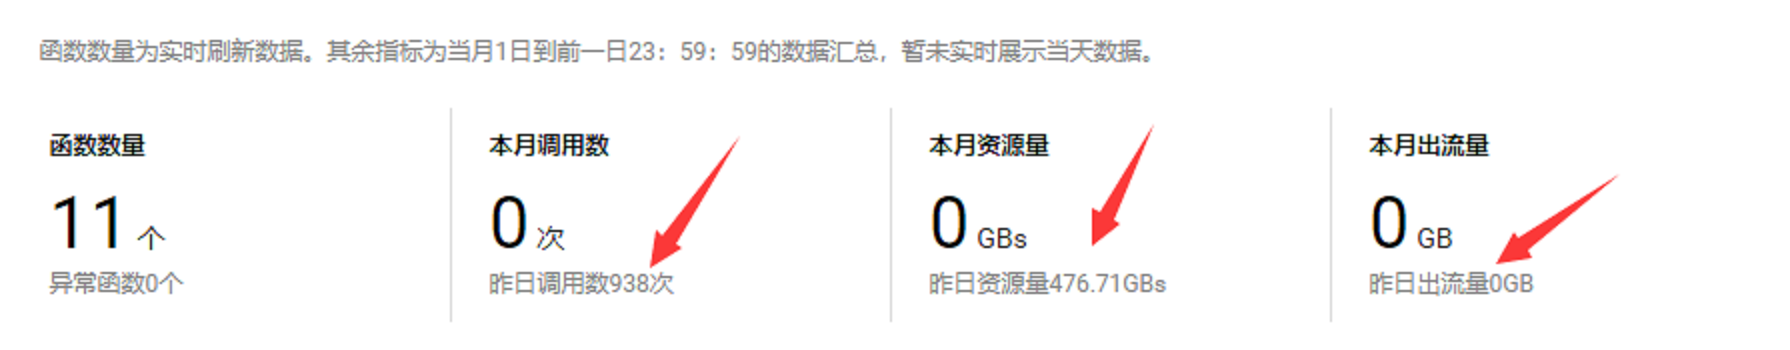 函数数量为实时刷新数据。其余指标为当月1日到前一日23：59：59的数据汇总，暂未实时展示当天数据。
函数数量
11 个
异常函数0个
本月调用数
0 次
昨日调用数938次
本月资源量
0 GBs
昨日资源量476.71GBs
本月出流量
0 GB
昨日出流量0GB